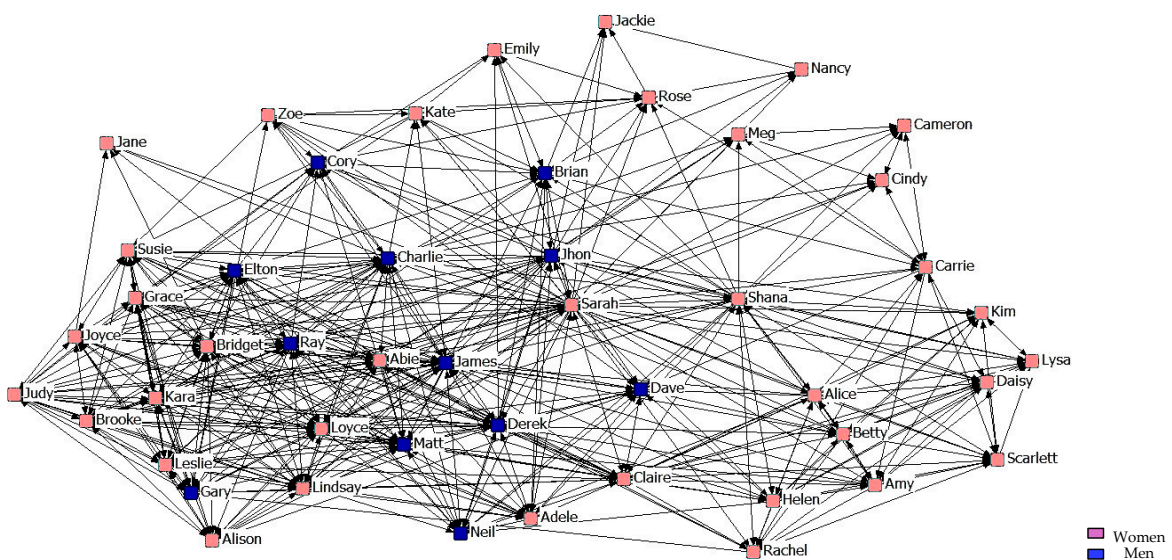 Jackie
Emily
Nancy
Rose
Zoe
Kate
Cameron
Meg
Jane
Cory
Brian
Cindy
Susie
Elton
Charlie
Jhon
Carrie
Grace
Sarah
Shana
Kim
Joyce
Bridget
Ray
Abie
James
Lysa
Daisy
Judy
Kara
Dave
Alice
Brooke
Loyce
Matt
Derek
Betty
Scarlett
Leslie
Gary
Lindsay
Claire
Amy
Helen
Adele
Neil
Alison
Rachel
Women
Men